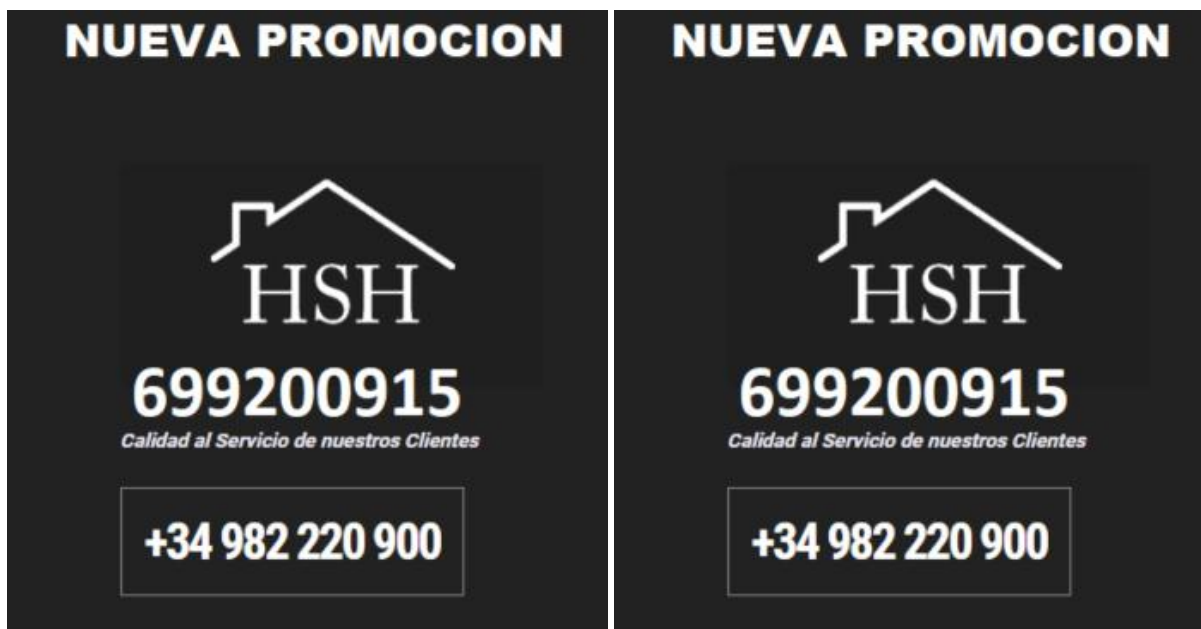 NUEVA PROMOCION
HSH
699200915
Calidad al Servicio de nuestros Clientes
+34 982 220 900
NUEVA PROMOCION
HSH
699200915
Calidad al Servicio de nuestros Clientes
+34 982 220 900